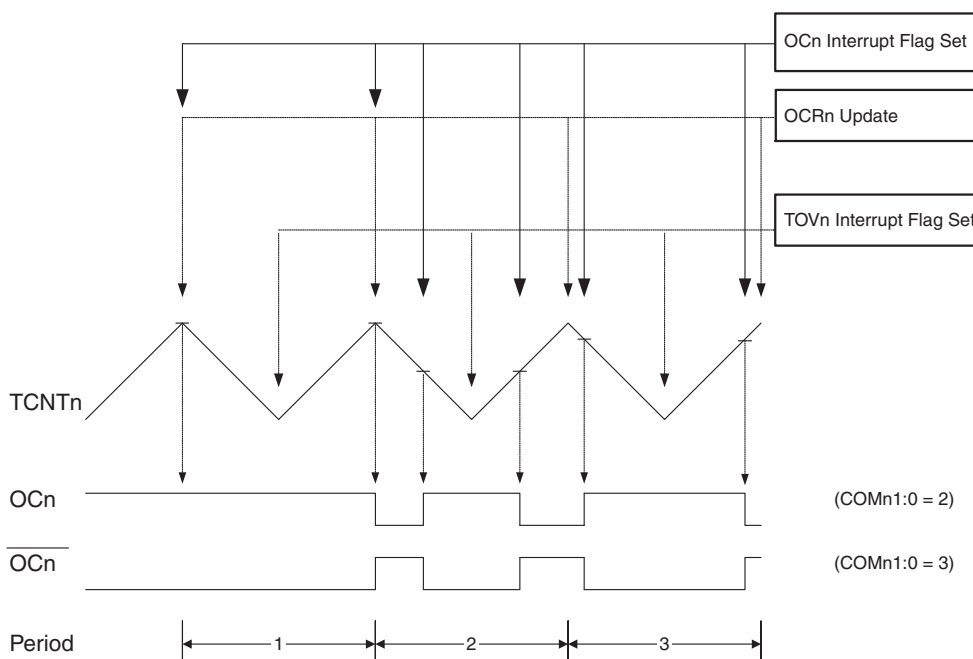 OCn Interrupt Flag Set
OCRn Update
TOVn Interrupt Flag Set
TCNTn
OCn (COMn1:0 = 2)
OCn (COMn1:0 = 3)
Period 1 2 3